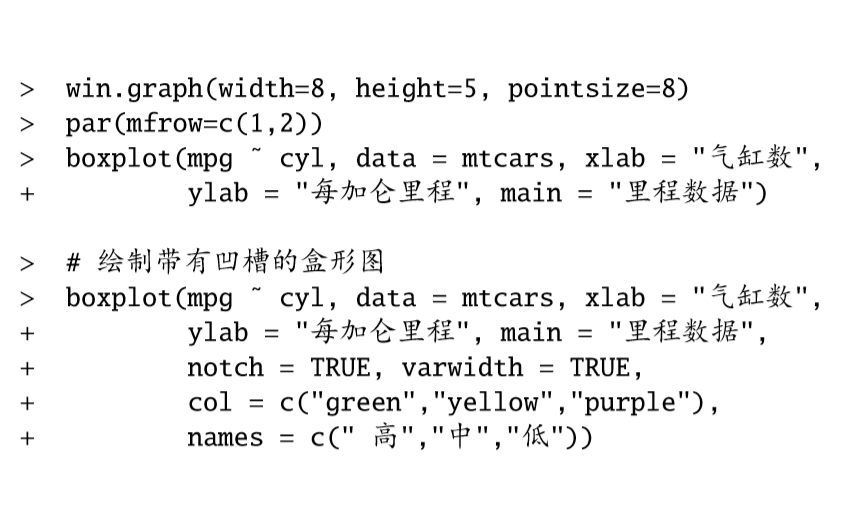 > win.graph(width=8, height=5, pointsize=8)
> par(mfrow=c(1,2))
> boxplot(mpg ~ cyl, data = mtcars, xlab = "气缸数",
+         ylab = "每加仑里程", main = "里程数据")
> # 绘制带有凹槽的盒形图
> boxplot(mpg ~ cyl, data = mtcars, xlab = "气缸数",
+         ylab = "每加仑里程", main = "里程数据",
+         notch = TRUE, varwidth = TRUE,
+         col = c("green","yellow","purple"),
+         names = c(" 高","中","低"))